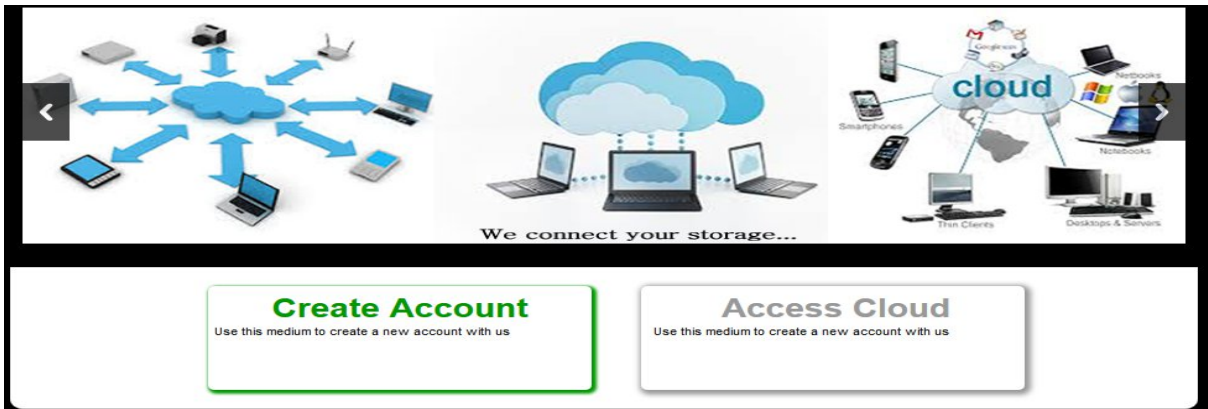 cloud
Netbooks
Smartphones
Notebooks
Thin Clients
Desktops & Servers
We connect your storage...
Create Account
Use this medium to create a new account with us
Access Cloud
Use this medium to create a new account with us